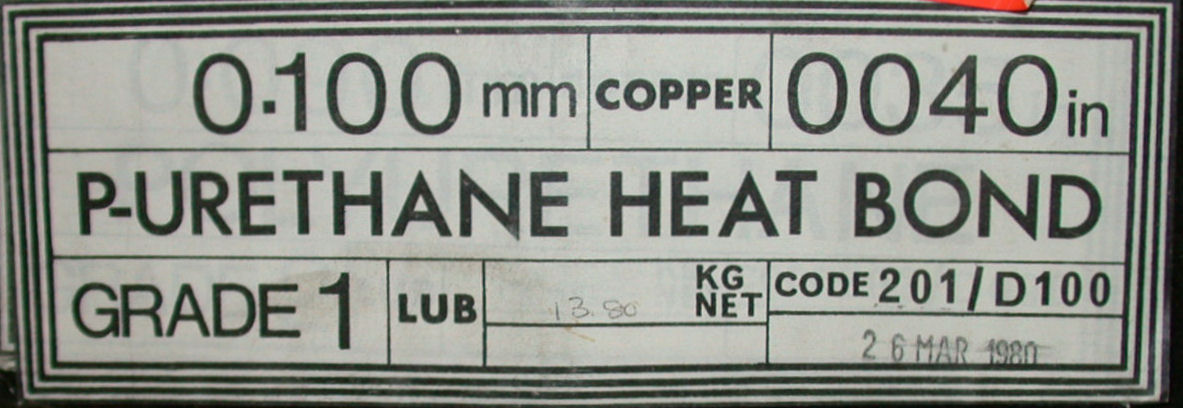 0·100 mm COPPER 0040 in
P-URETHANE HEAT BOND
GRADE 1 LUB 13.80 KG NET CODE 201/D100
26 MAR 1980